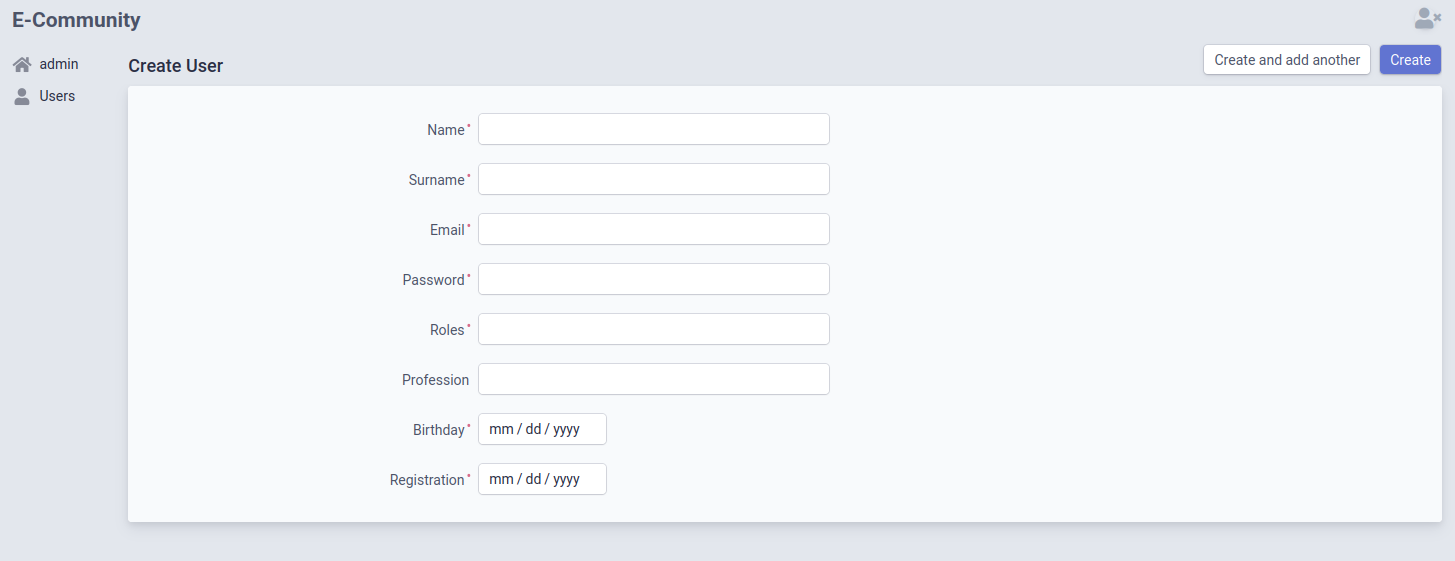 E-Community
admin
Users
Create User
Create and add another
Create
Name*
Surname*
Email*
Password*
Roles*
Profession
Birthday*
mm / dd / yyyy
Registration*
mm / dd / yyyy